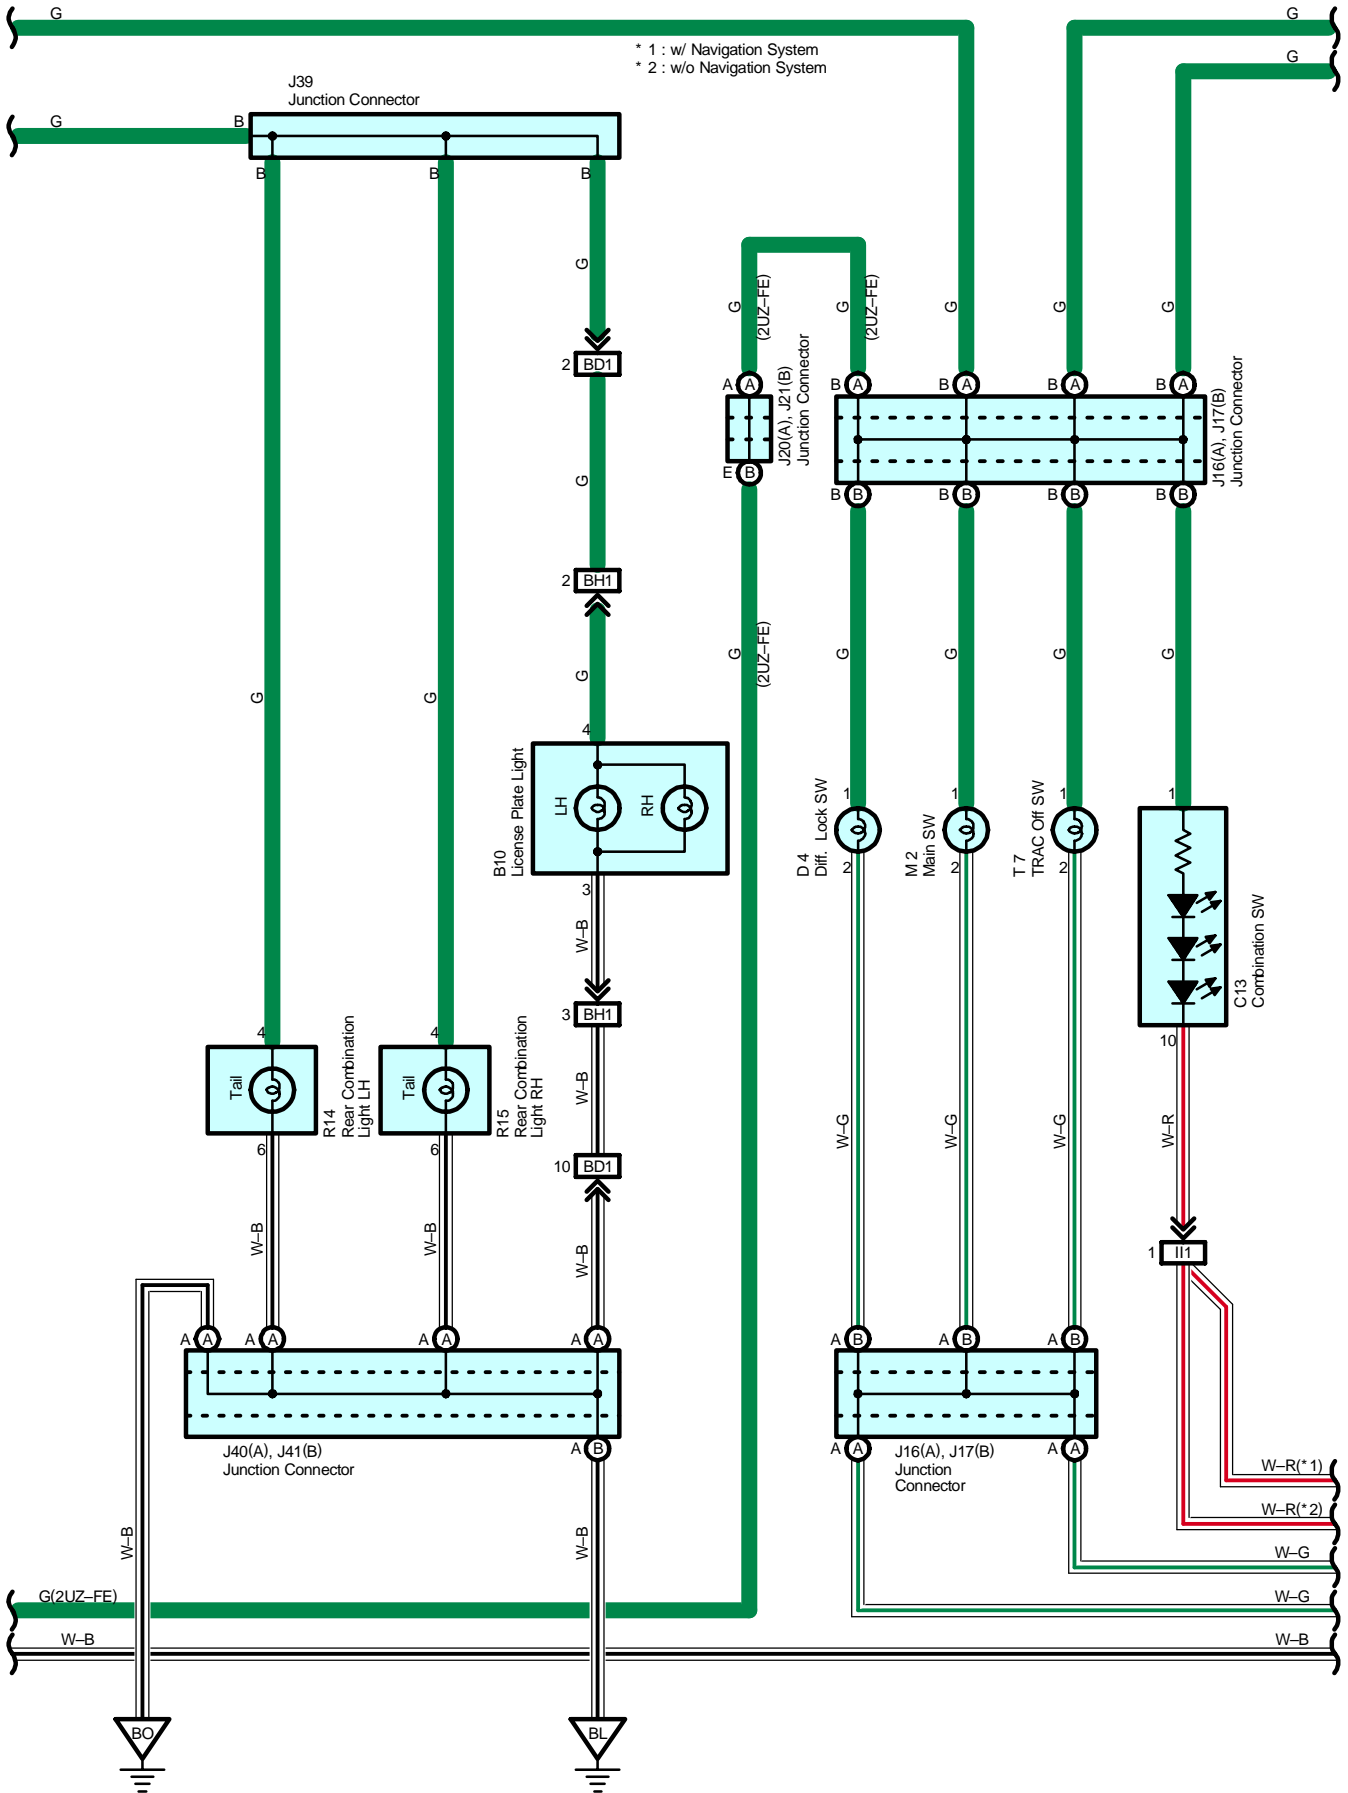 G
G
* 1 : w/ Navigation System
* 2 : w/o Navigation System
G
J39
Junction Connector
G
B
B
B
B
G
G
(2UZ–FE)
G
(2UZ–FE)
G
G
G
2
BD1
A
A
B
A
B
A
B
A
B
A
J20(A), J21(B)
Junction Connector
J16(A), J17(B)
Junction Connector
E
B
B
B
B
B
B
B
B
B
G
2
BH1
G
G
G
G
(2UZ–FE)
G
G
G
G
4
B10
License Plate Light
LH
RH
3
D 4
Diff. Lock SW
1
2
M 2
Main SW
1
2
T 7
TRAC Off SW
1
2
1
C13
Combination SW
10
W–B
3
BH1
4
Tail
R14
Rear Combination
Light LH
6
4
Tail
R15
Rear Combination
Light RH
6
W–B
W–G
W–G
W–G
W–R
10
BD1
W–B
W–B
W–B
1
II1
A
A
A
A
A
A
A
A
A
B
A
B
A
B
J40(A), J41(B)
Junction Connector
A
B
A
A
J16(A), J17(B)
Junction
Connector
A
A
W–R(* 1)
W–R(* 2)
W–B
W–B
W–G
G(2UZ–FE)
W–G
W–B
W–B
BO
BL